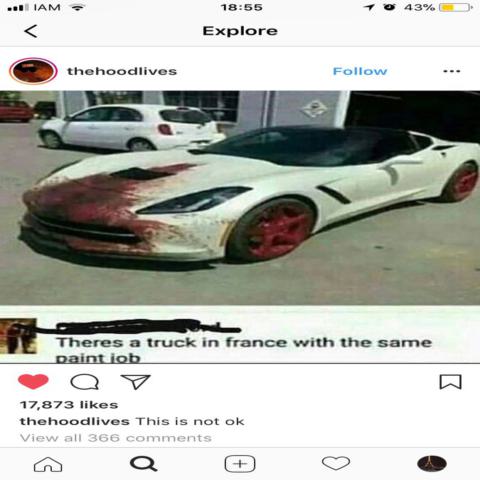 IAM 18:55 43%
Explore
thehoodlives Follow
Theres a truck in france with the same
paint job
17,873 likes
thehoodlives This is not ok
View all 366 comments